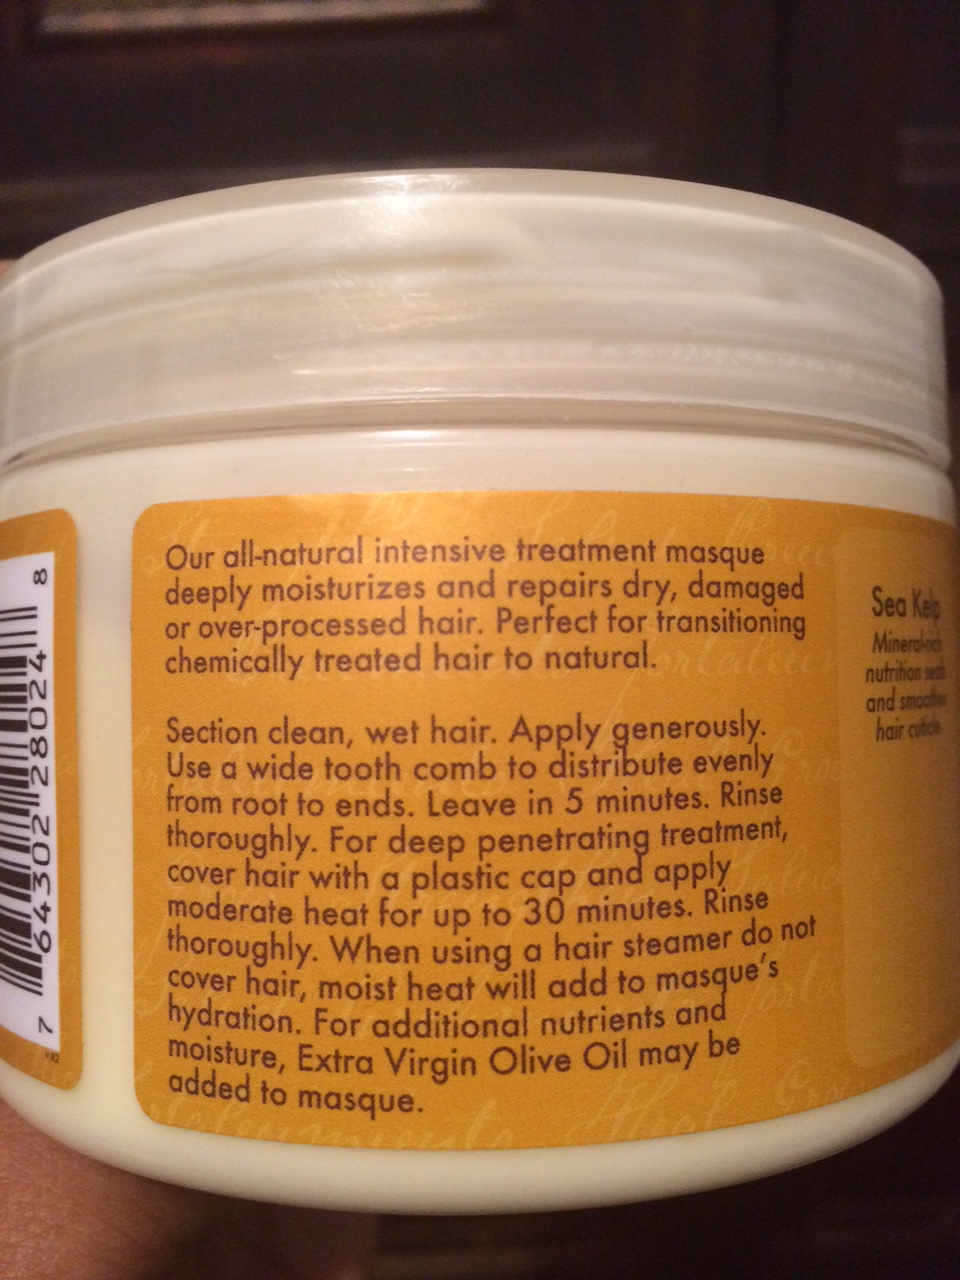 Our all-natural intensive treatment masque
deeply moisturizes and repairs dry, damaged
or over-processed hair. Perfect for transitioning
chemically treated hair to natural.
Section clean, wet hair. Apply generously.
Use a wide tooth comb to distribute evenly
from root to ends. Leave in 5 minutes. Rinse
thoroughly. For deep penetrating treatment,
cover hair with a plastic cap and apply
moderate heat for up to 30 minutes. Rinse
thoroughly. When using a hair steamer do not
cover hair, moist heat will add to masque's
hydration. For additional nutrients and
moisture, Extra Virgin Olive Oil may be
added to masque.
Sea Kelp
Mineral-rich
nutrition seals
and smoothes
hair cuticle.
7 64302 28024 8